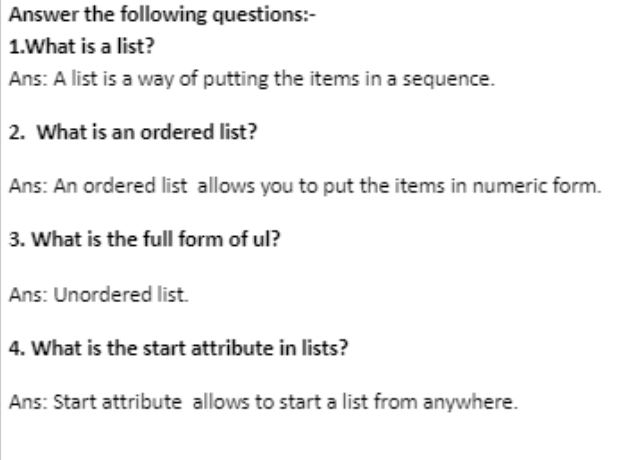 Answer the following questions:-
1.What is a list?
Ans: A list is a way of putting the items in a sequence.
2. What is an ordered list?
Ans: An ordered list allows you to put the items in numeric form.
3. What is the full form of ul?
Ans: Unordered list.
4. What is the start attribute in lists?
Ans: Start attribute allows to start a list from anywhere.